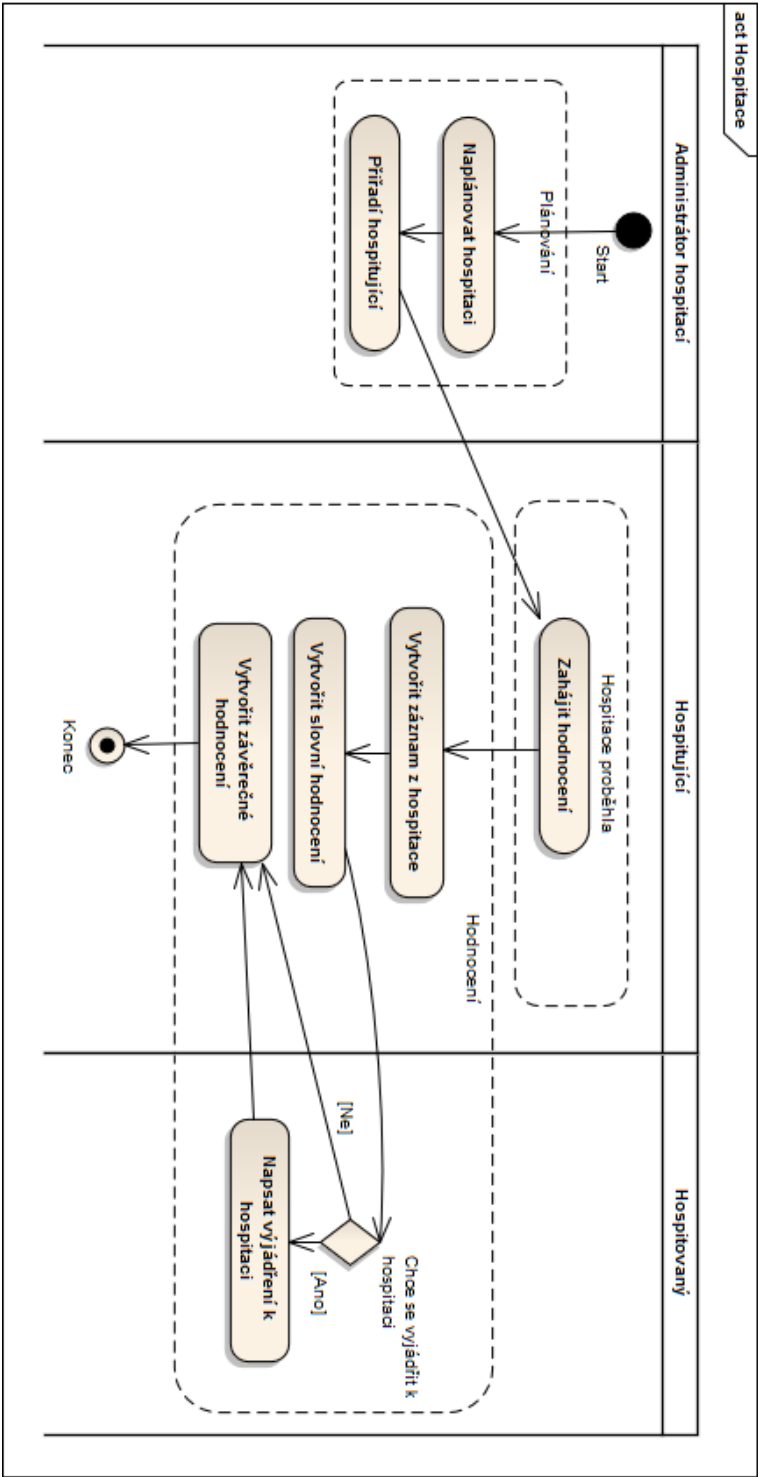 act Hospitace
Administrátor hospitací
Hospitující
Hospitovaný
Start
Plánování
Naplánovat hospitaci
Přiřadí hospitující
Hospitace proběhla
Zahájit hodnocení
Hodnocení
Vytvořit záznam z hospitace
Vytvořit slovní hodnocení
Chce se vyjádřit k
hospitaci
[Ne]
[Ano]
Napsat výjádření k
hospitaci
Vytvořit závěrečné
hodnocení
Konec